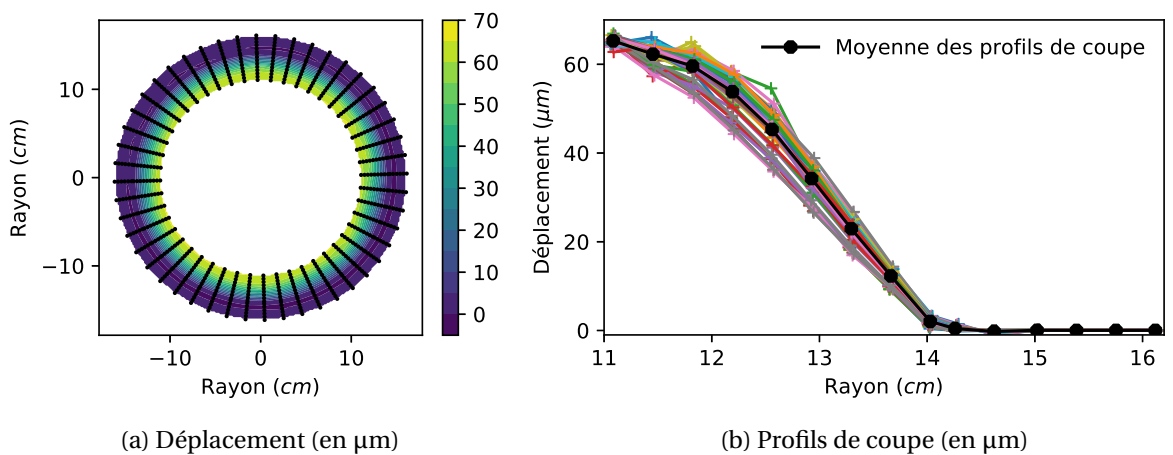 10
0
−10
Rayon (cm)
−10 0 10
Rayon (cm)
70
60
50
40
30
20
10
0
60
40
20
0
Déplacement (μm)
Moyenne des profils de coupe
11 12 13 14 15 16
Rayon (cm)
(a) Déplacement (en μm)
(b) Profils de coupe (en μm)